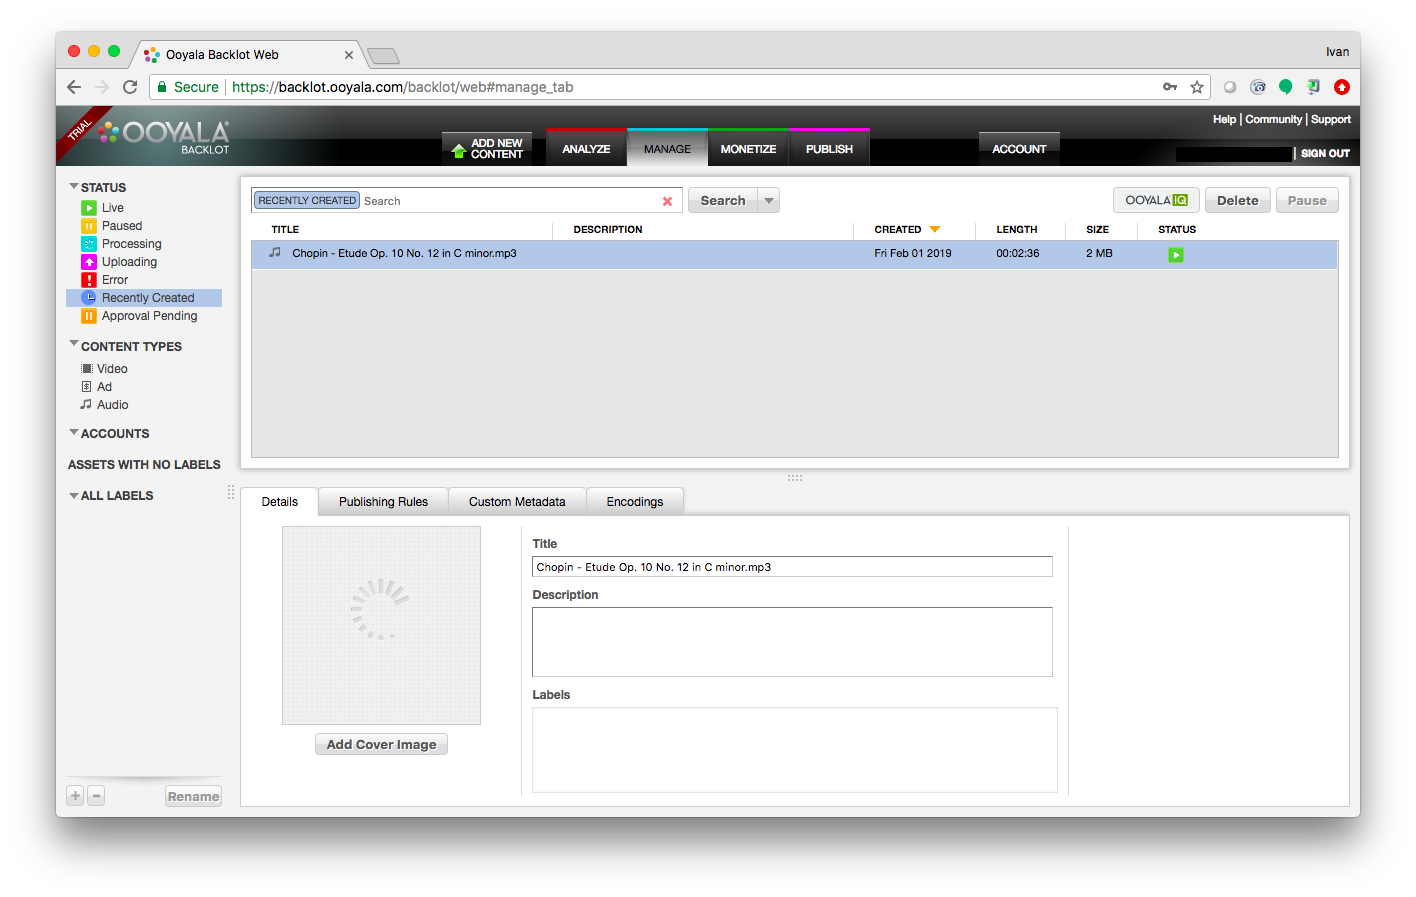 Ooyala Backlot Web
Ivan
Secure https://backlot.ooyala.com/backlot/web#manage_tab
TRIAL
OOYALA®
BACKLOT
ADD NEW
CONTENT
ANALYZE
MANAGE
MONETIZE
PUBLISH
ACCOUNT
Help | Community | Support
SIGN OUT
STATUS
Live
Paused
Processing
Uploading
Error
Recently Created
Approval Pending
CONTENT TYPES
Video
Ad
Audio
ACCOUNTS
ASSETS WITH NO LABELS
ALL LABELS
+ - Rename
RECENTLY CREATED Search
Search
OOYALA IQ
Delete
Pause
TITLE DESCRIPTION CREATED LENGTH SIZE STATUS
Chopin - Etude Op. 10 No. 12 in C minor.mp3 Fri Feb 01 2019 00:02:36 2 MB
Details
Publishing Rules
Custom Metadata
Encodings
Add Cover Image
Title
Chopin - Etude Op. 10 No. 12 in C minor.mp3
Description
Labels